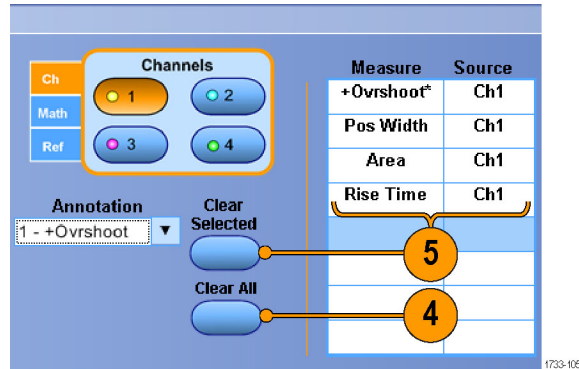 Channels
Ch
Math
Ref
1
2
3
4
Annotation
1 - +Ovrshoot
Clear
Selected
Clear All
Measure Source
+Ovrshoot* Ch1
Pos Width Ch1
Area Ch1
Rise Time Ch1
5
4
1733-105